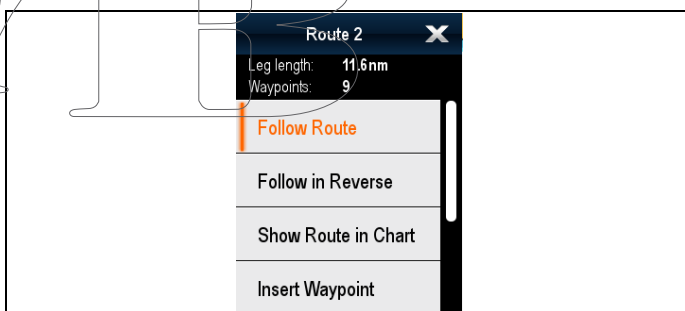 Route 2
Leg length: 11.6nm
Waypoints: 9
Follow Route
Follow in Reverse
Show Route in Chart
Insert Waypoint